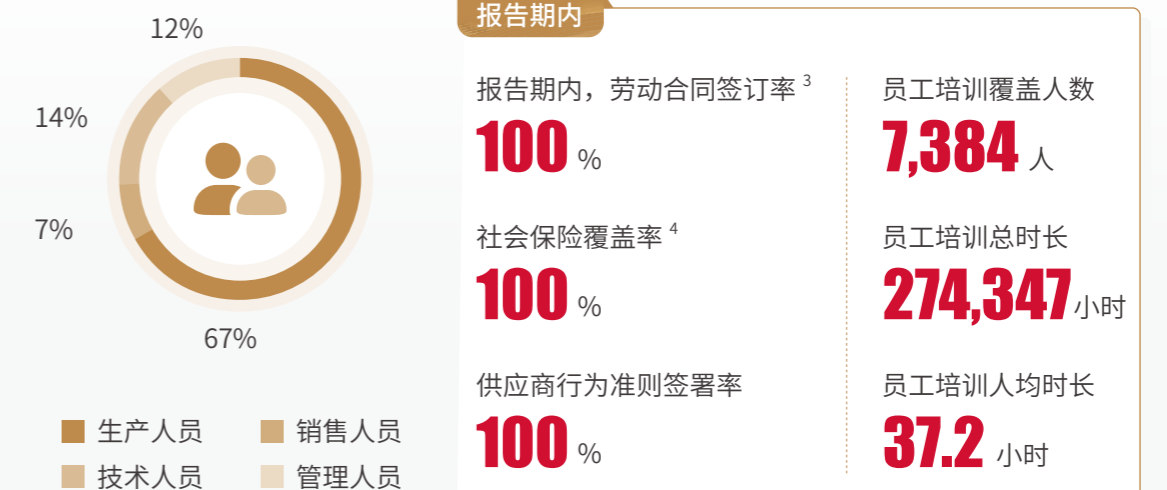 12%
14%
7%
67%
生产人员
销售人员
技术人员
管理人员
报告期内
报告期内，劳动合同签订率 3
100 %
社会保险覆盖率 4
100 %
供应商行为准则签署率
100 %
员工培训覆盖人数
7,384 人
员工培训总时长
274,347 小时
员工培训人均时长
37.2 小时